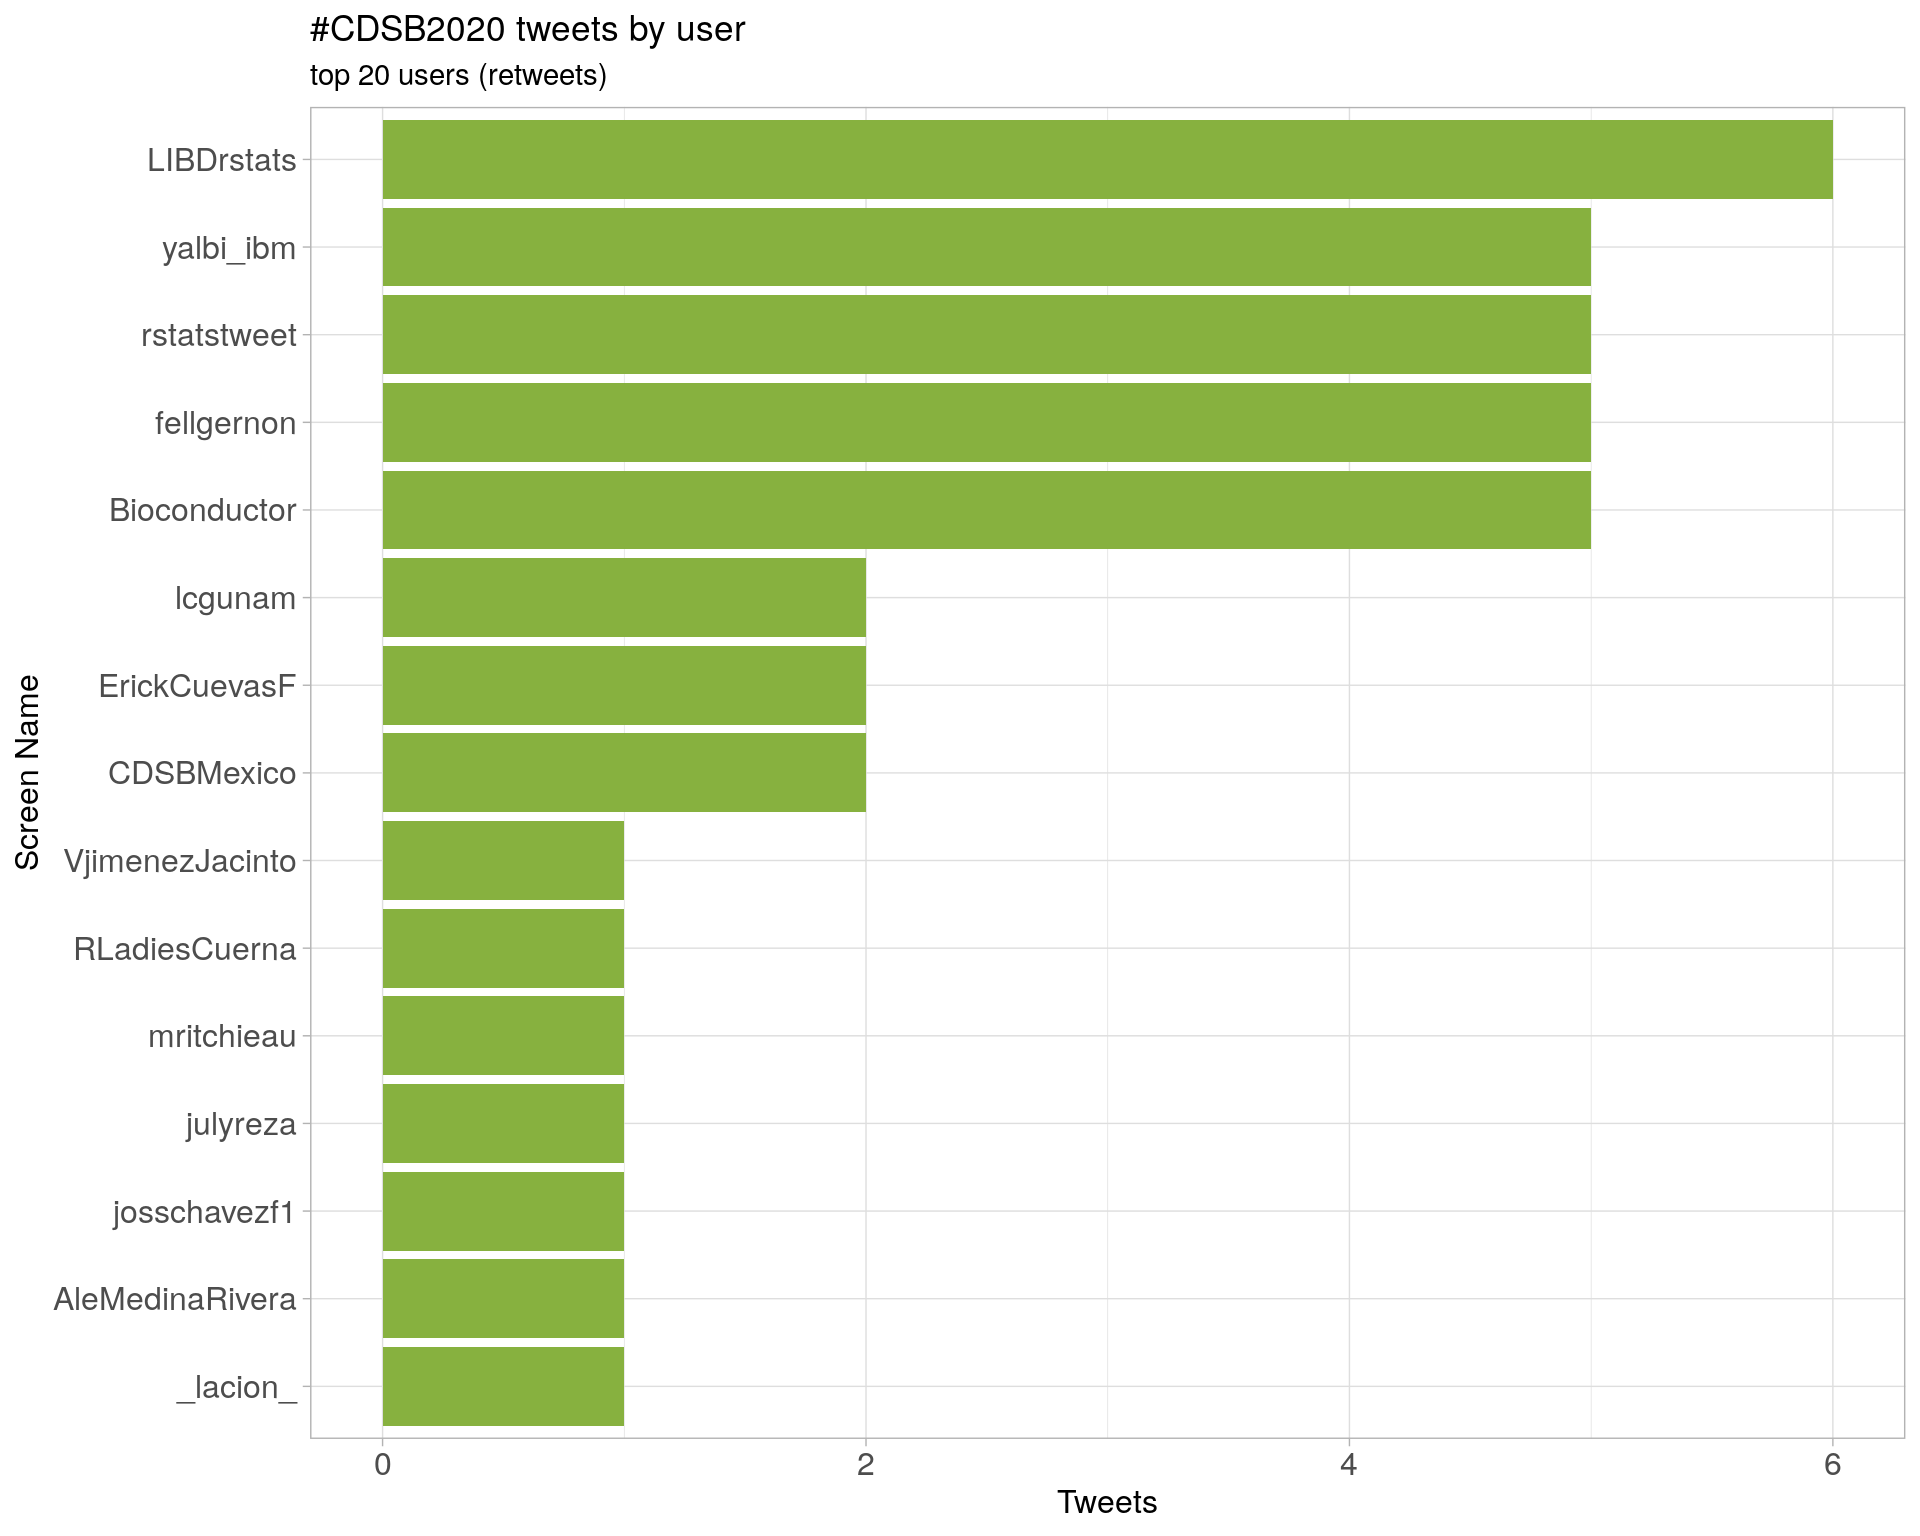 #CDSB2020 tweets by user
top 20 users (retweets)
LIBDrstats
yalbi_ibm
rstatstweet
fellgernon
Bioconductor
lcgunam
ErickCuevasF
CDSBMexico
VjimenezJacinto
RLadiesCuerna
mritchieau
julyreza
josschavezf1
AleMedinaRivera
_lacion_
Screen Name
0 2 4 6
Tweets